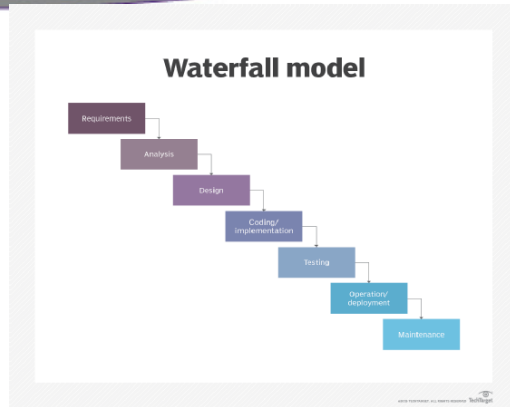 Waterfall model
Requirements
Analysis
Design
Coding/
implementation
Testing
Operation/
deployment
Maintenance
TechTarget